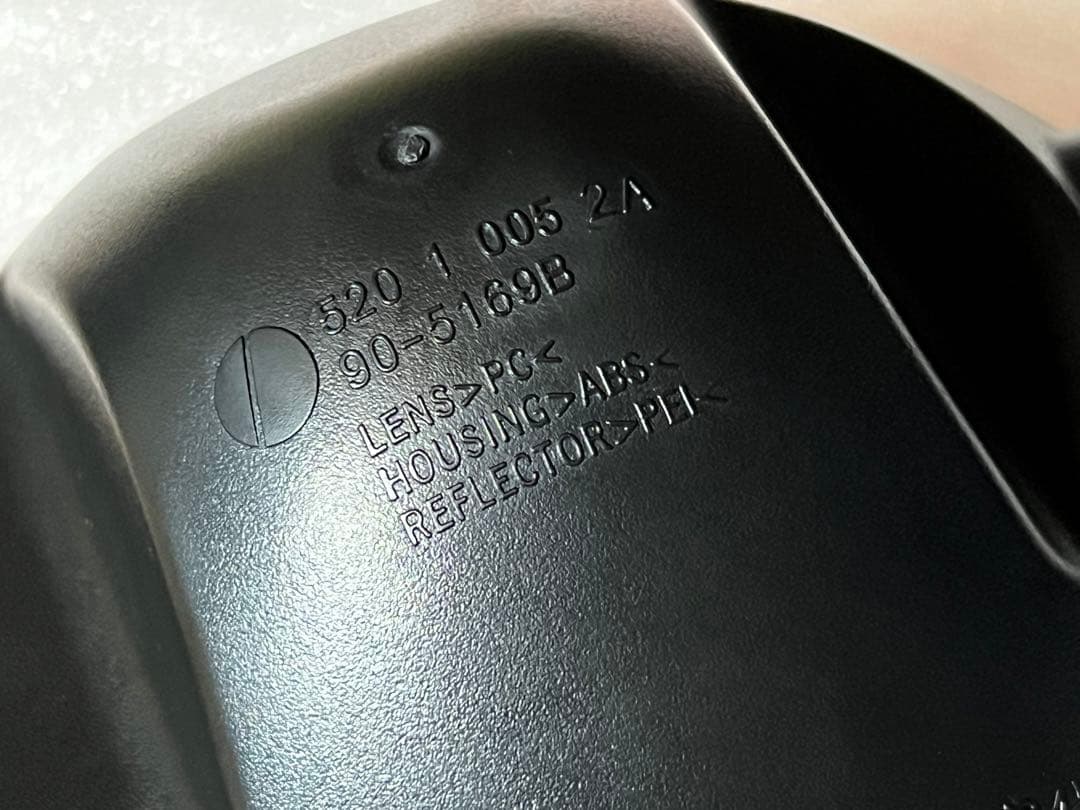 520 1 005 2A
90-5169B
LENS>PC<
HOUSING>ABS<
REFLECTOR>PEI<